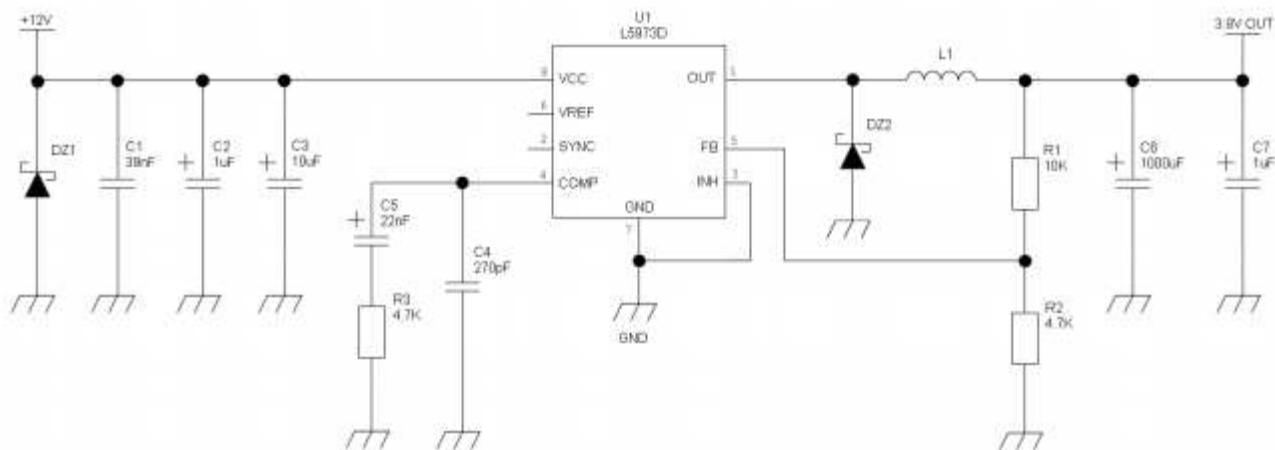 +12V
U1
L5973D
3.8V OUT
8
VCC
OUT
1
L1
6
VREF
2
SYNC
FB
5
4
COMP
INH
3
GND
7
GND
DZ1
C1
39nF
C2
1uF
C3
10uF
C5
22nF
C4
270pF
R3
4.7K
DZ2
R1
10K
R2
4.7K
C6
1000uF
C7
1uF